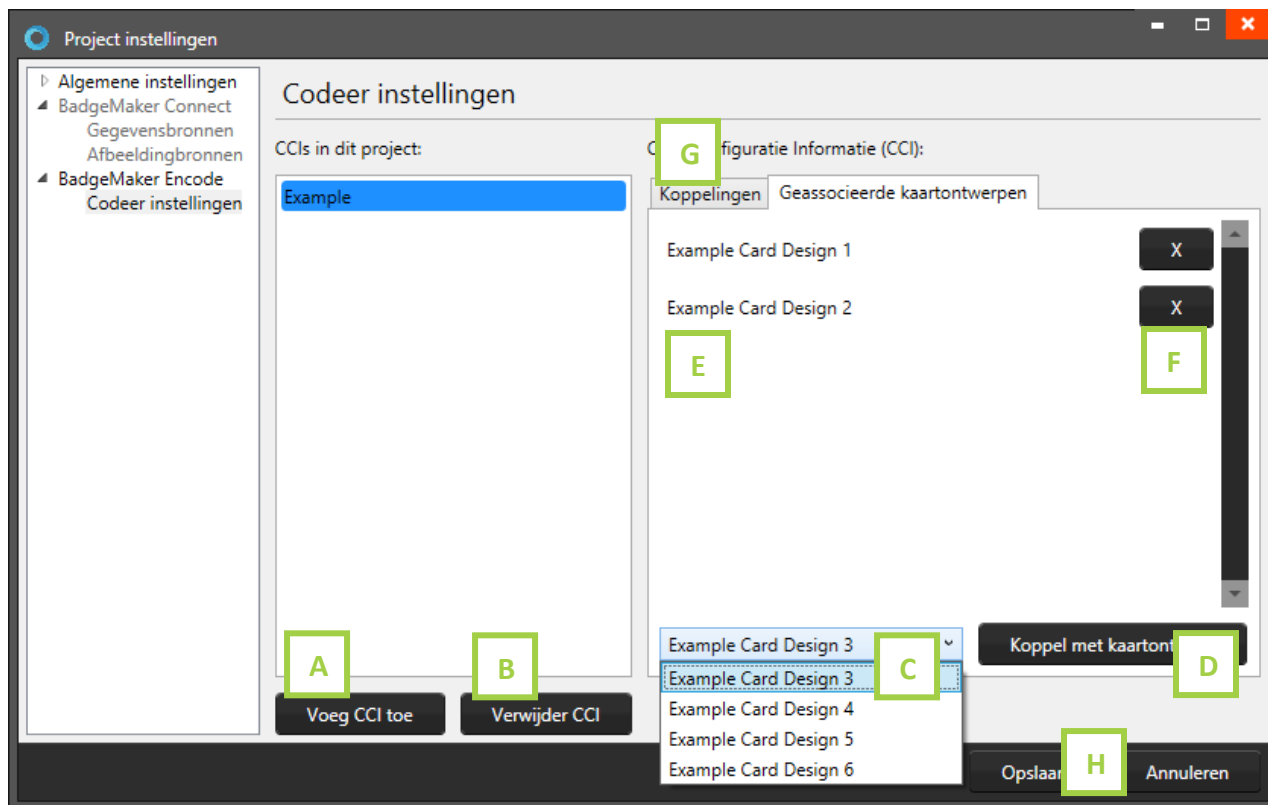 Project instellingen
Algemene instellingen
BadgeMaker Connect
Gegevensbronnen
Afbeeldingbronnen
BadgeMaker Encode
Codeer instellingen
Codeer instellingen
CCIs in dit project:
Example
A
B
Voeg CCI toe
Verwijder CCI
G
Informatie (CCI):
Koppelingen
Geassocieerde kaartontwerpen
Example Card Design 1
X
Example Card Design 2
X
E
F
Example Card Design 3
C
Koppel met
D
Example Card Design 3
Example Card Design 4
Example Card Design 5
Example Card Design 6
H
Annuleren